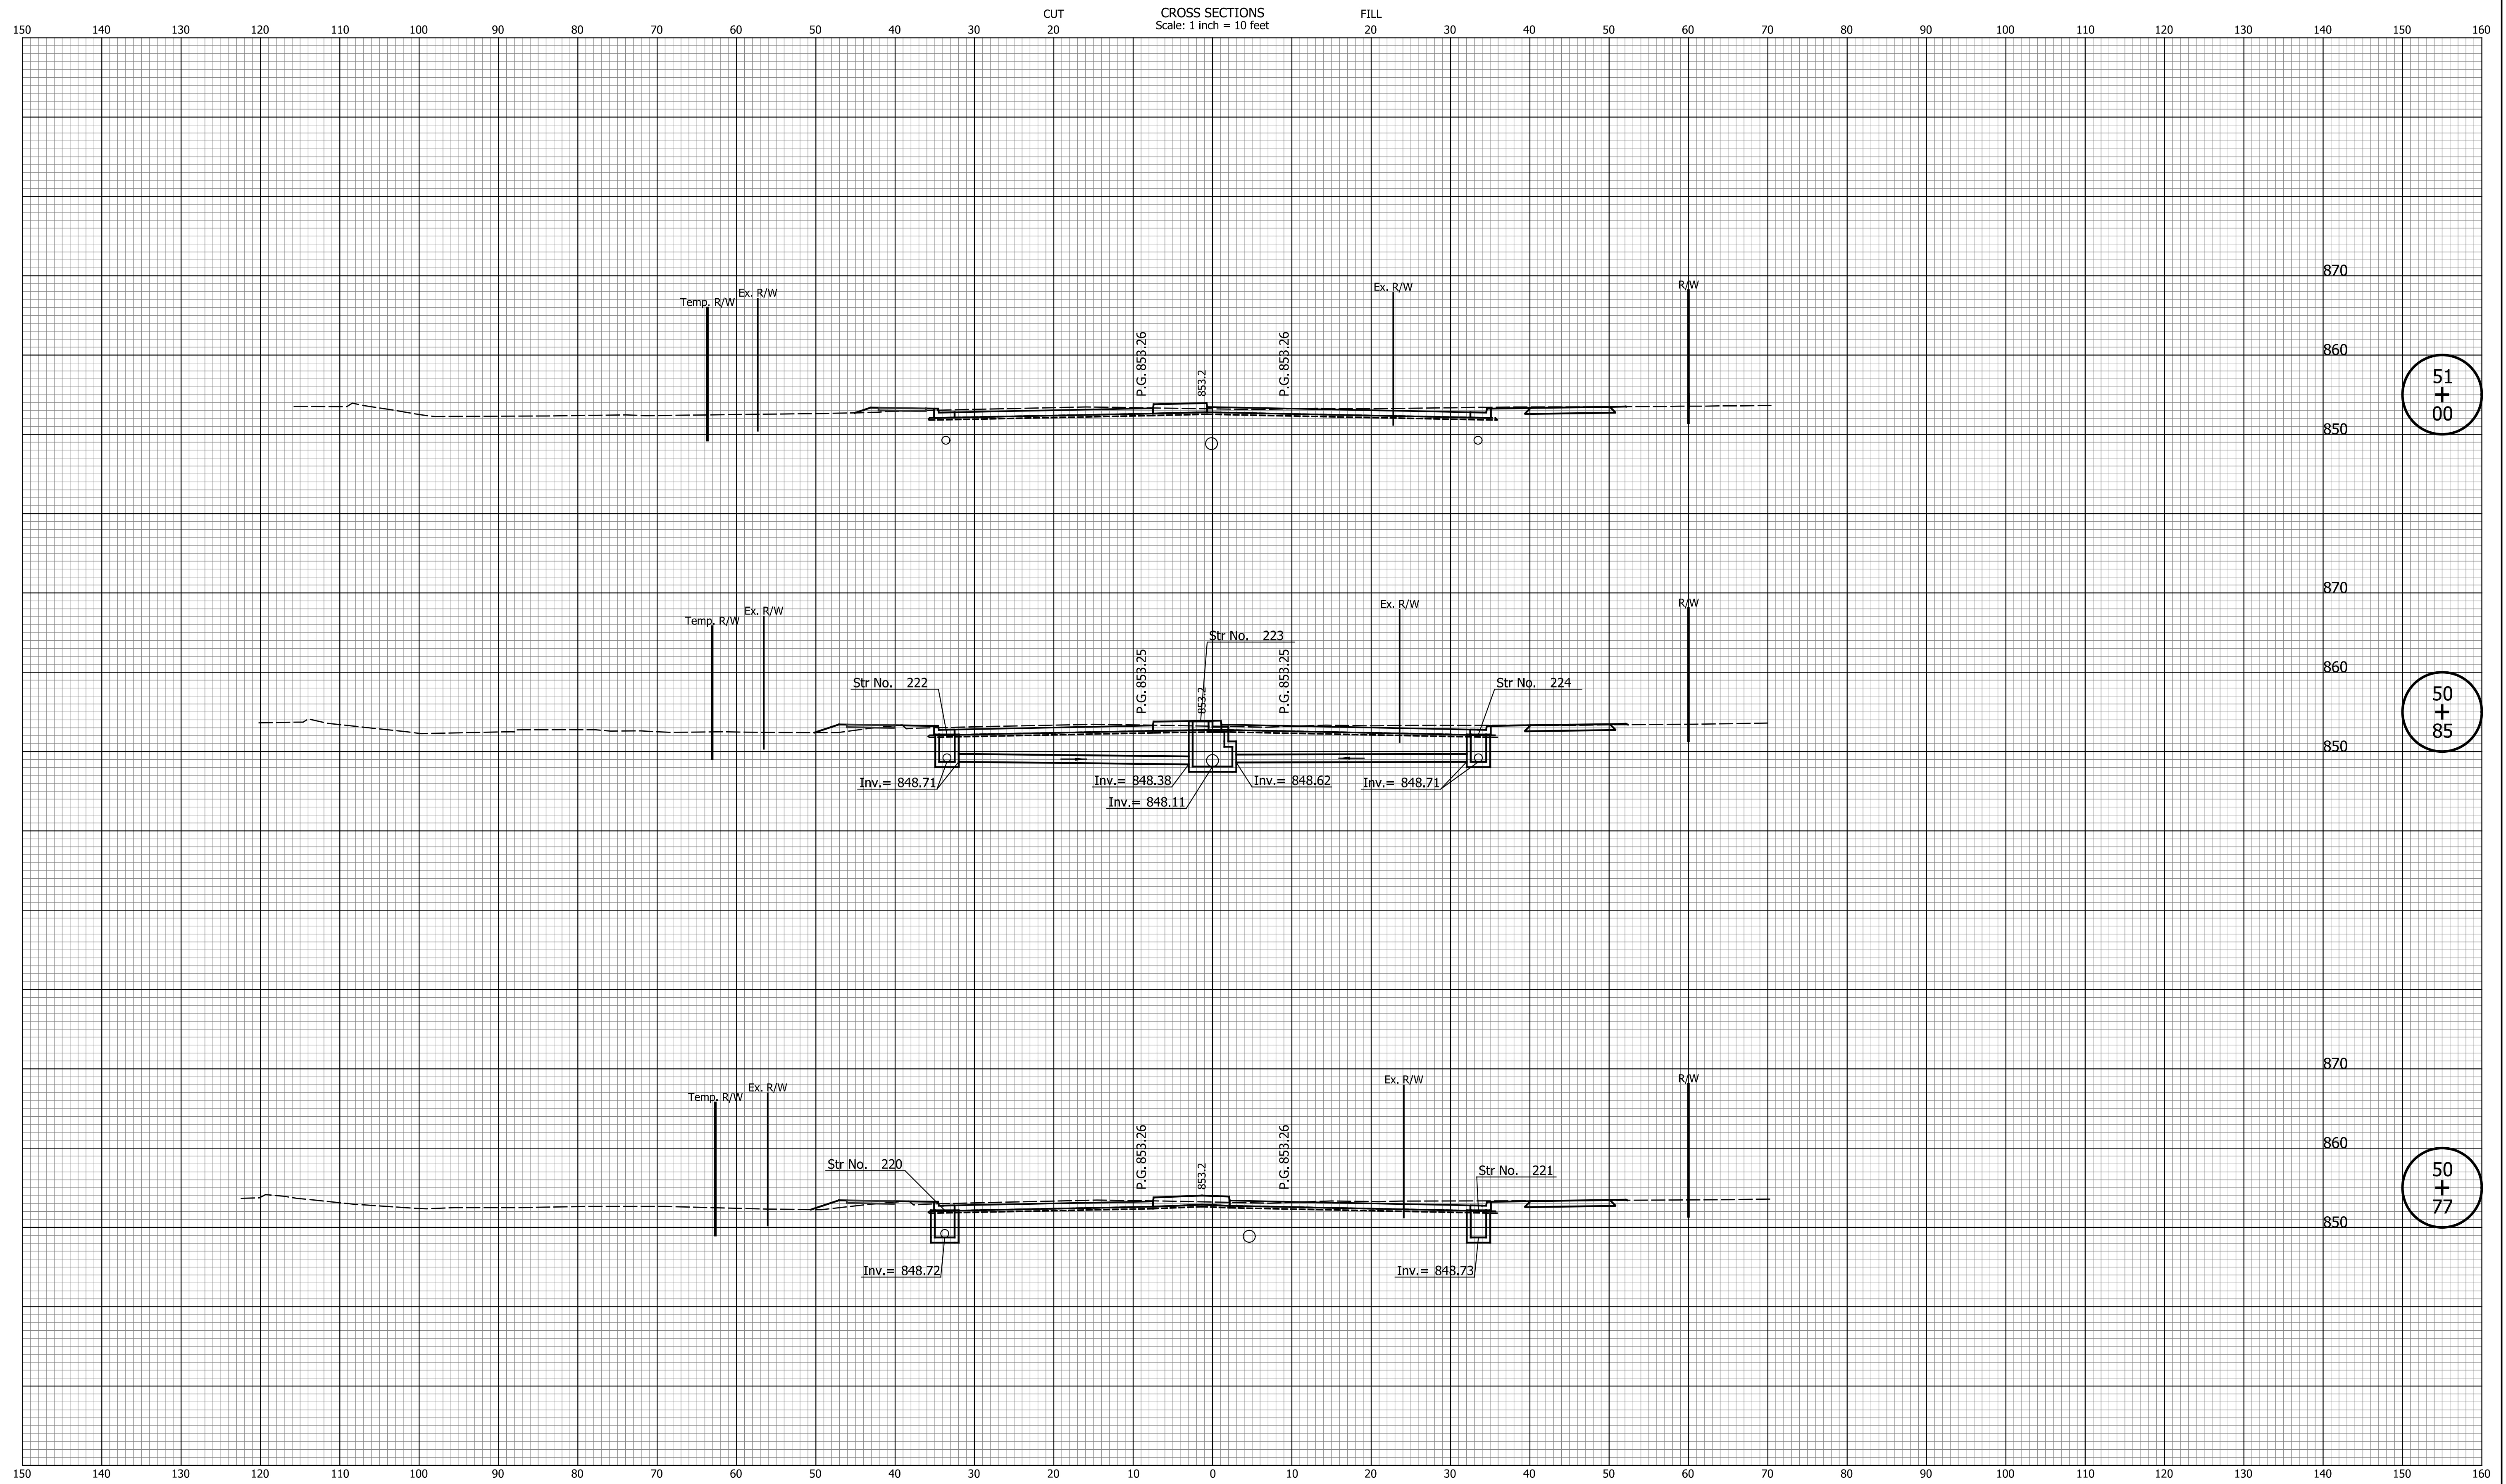 CUT CROSS SECTIONS FILL
Scale: 1 inch = 10 feet
150 140 130 120 110 100 90 80 70 60 50 40 30 20 10 0 10 20 30 40 50 60 70 80 90 100 110 120 130 140 150 160
870
Temp. R/W
Ex. R/W
Ex. R/W
R/W
P.G. 853.26
853.2
P.G. 853.26
860
850
51
+
00
870
Temp. R/W
Ex. R/W
Ex. R/W
R/W
Str No. 223
P.G. 853.25
853.2
P.G. 853.25
Str No. 222
Str No. 224
860
850
50
+
85
Inv.= 848.71
Inv.= 848.38
Inv.= 848.62
Inv.= 848.71
Inv.= 848.11
870
Temp. R/W
Ex. R/W
Ex. R/W
R/W
P.G. 853.26
853.2
P.G. 853.26
Str No. 220
Str No. 221
860
850
50
+
77
Inv.= 848.72
Inv.= 848.73
150 140 130 120 110 100 90 80 70 60 50 40 30 20 10 0 10 20 30 40 50 60 70 80 90 100 110 120 130 140 150 160